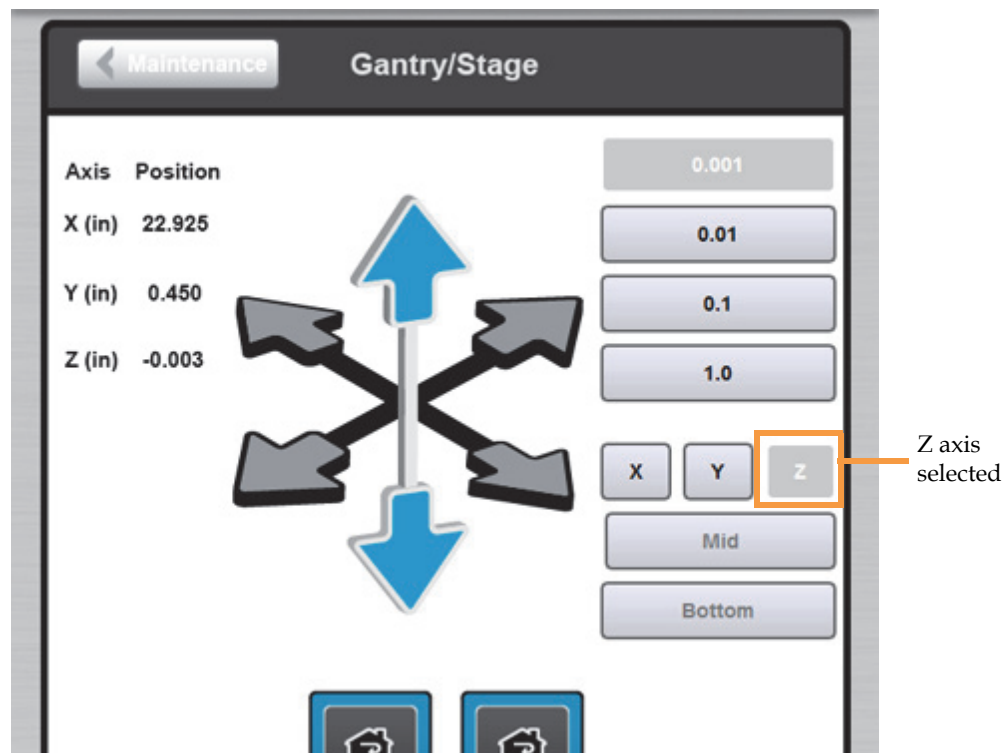 Maintenance
Gantry/Stage
Axis Position
X (in) 22.925
Y (in) 0.450
Z (in) -0.003
0.001
0.01
0.1
1.0
X Y Z
Mid
Bottom
Z axis
selected